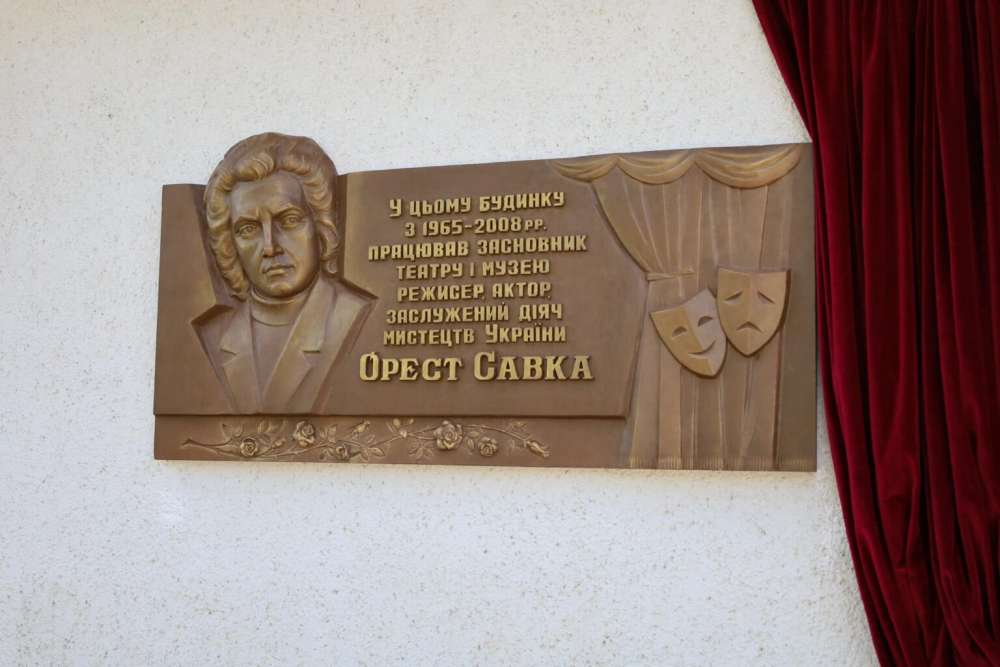 У цьому будинку
з 1965-2008 рр.
працював засновник
театру і музею
режисер, актор,
заслужений діяч
мистецтв України
Орест Савка